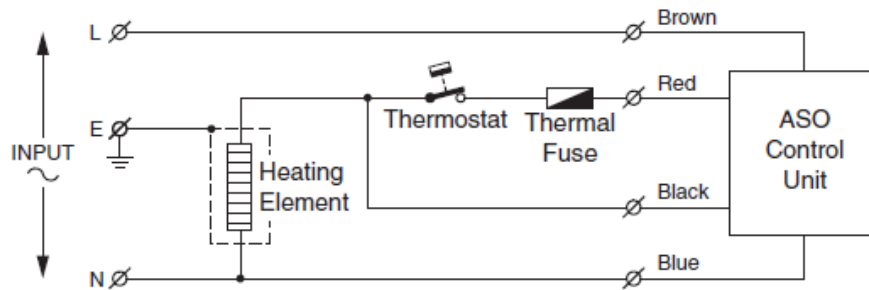 L
Brown
Red
E
Thermostat
Thermal
Fuse
ASO
Control
Unit
INPUT
Heating
Element
Black
N
Blue